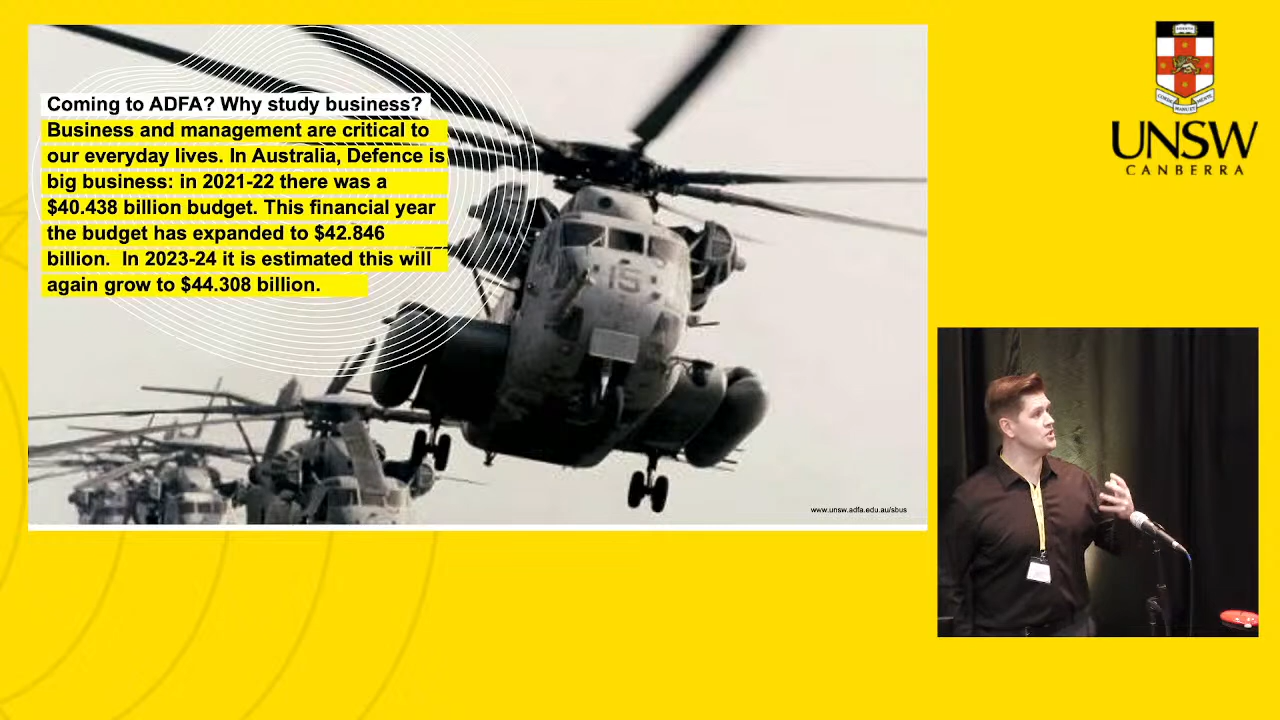 Coming to ADFA? Why study business?
Business and management are critical to
our everyday lives. In Australia, Defence is
big business: in 2021-22 there was a
$40.438 billion budget. This financial year
the budget has expanded to $42.846
billion.  In 2023-24 it is estimated this will
again grow to $44.308 billion.
15
www.unsw.adfa.edu.au/sbus
UNSW
CANBERRA